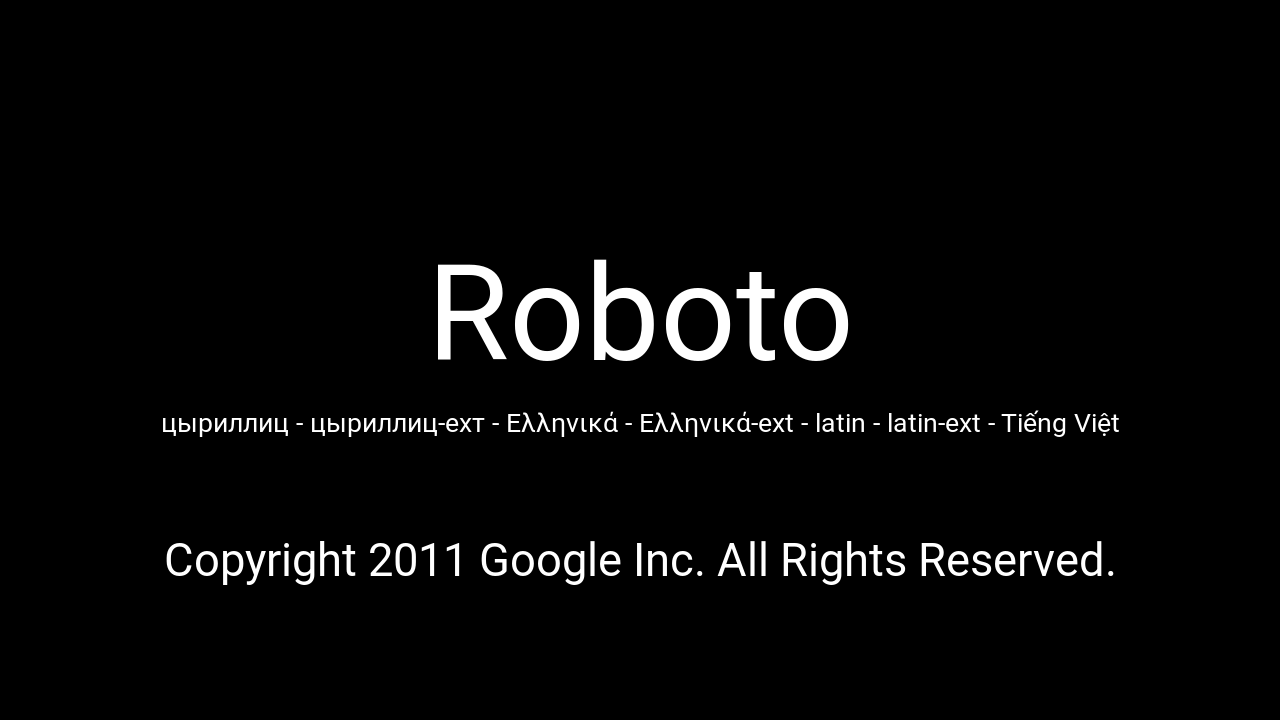 Roboto
цыриллиц - цыриллиц-ехт - Ελληνικά - Ελληνικά-ext - latin - latin-ext - Tiếng Việt
Copyright 2011 Google Inc. All Rights Reserved.